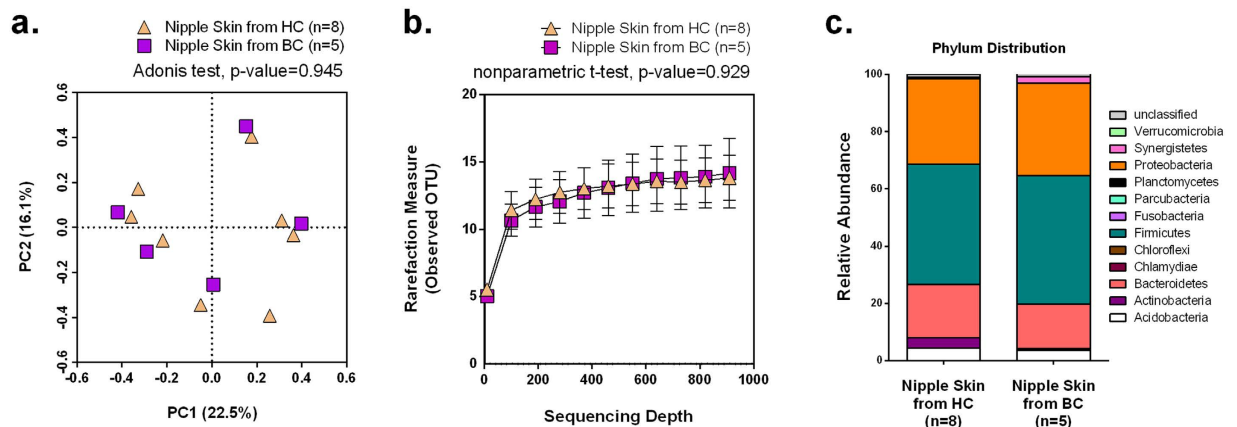 a.
Nipple Skin from HC (n=8)
Nipple Skin from BC (n=5)
Adonis test, p-value=0.945
0.6
0.4
0.2
0.0
-0.2
-0.4
-0.6
-0.6
-0.4
-0.2
0.0
0.2
0.4
0.6
PC2 (16.1%)
PC1 (22.5%)
b.
Nipple Skin from HC (n=8)
Nipple Skin from BC (n=5)
nonparametric t-test, p-value=0.929
20
15
10
5
0
0
200
400
600
800
1000
Rarefaction Measure
(Observed OTU)
Sequencing Depth
c.
Phylum Distribution
100
80
60
40
20
0
Relative Abundance
Nipple Skin
from HC
(n=8)
Nipple Skin
from BC
(n=5)
unclassified
Verrucomicrobia
Synergistetes
Proteobacteria
Planctomycetes
Parcubacteria
Fusobacteria
Firmicutes
Chloroflexi
Chlamydiae
Bacteroidetes
Actinobacteria
Acidobacteria